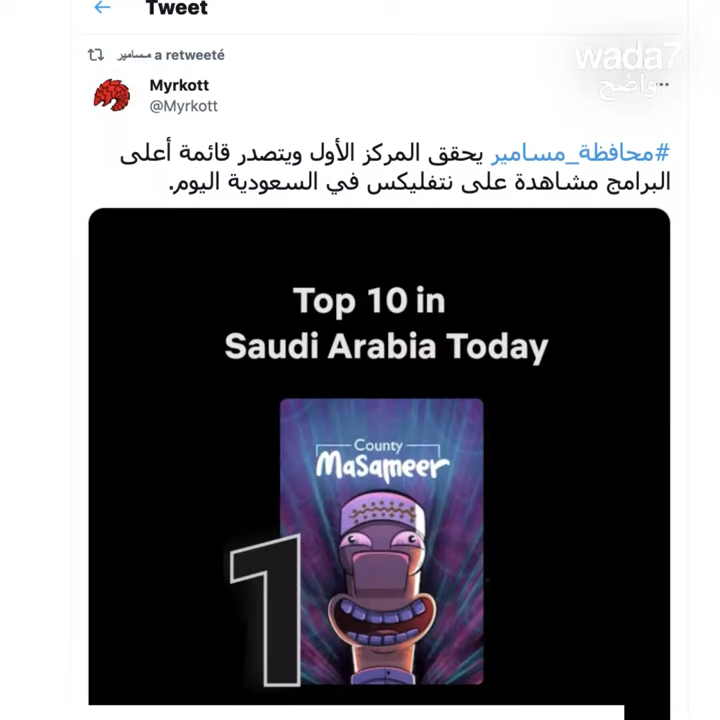 Tweet
wada7
واضح
مسامير a retweeté
Myrkott
@Myrkott
#محافظة_مسامير يحقق المركز الأول ويتصدر قائمة أعلى
البرامج مشاهدة على نتفليكس في السعودية اليوم.
Top 10 in
Saudi Arabia Today
County
Masameer
1